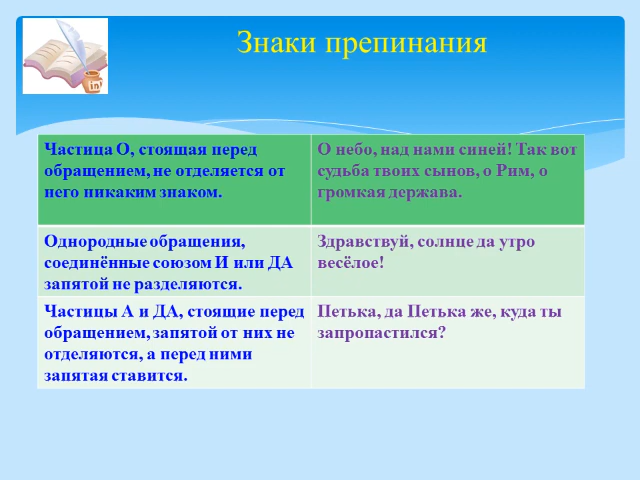 Знаки препинания
in
Частица О, стоящая перед
обращением, не отделяется от
него никаким знаком.
О небо, над нами синей! Так вот
судьба твоих сынов, о Рим, о
громкая держава.
Однородные обращения,
соединённые союзом И или ДА
запятой не разделяются.
Здравствуй, солнце да утро
весёлое!
Частицы А и ДА, стоящие перед
обращением, запятой от них не
отделяются, а перед ними
запятая ставится.
Петька, да Петька же, куда ты
запропастился?